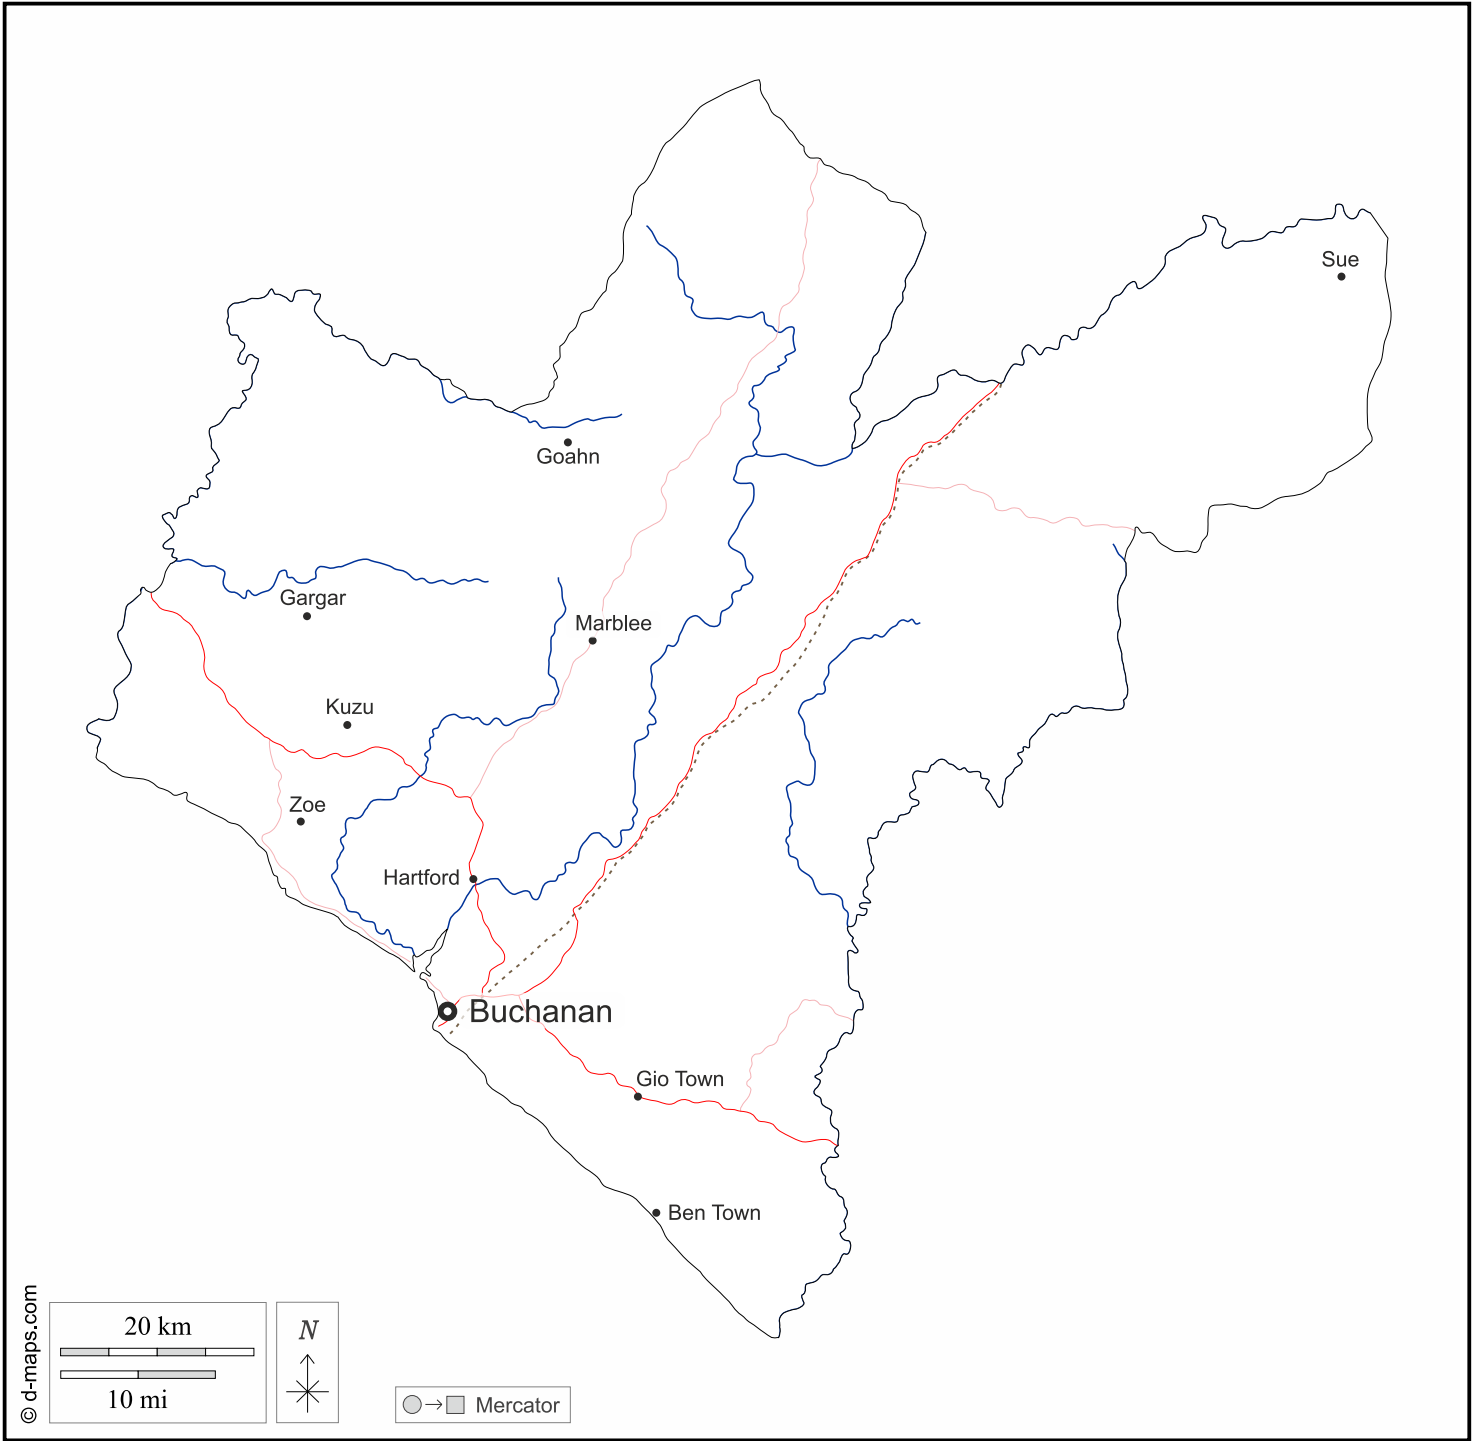 Sue
Goahn
Gargar
Marblee
Kuzu
Zoe
Hartford
Buchanan
Gio Town
Ben Town
© d-maps.com
20 km
10 mi
N
Mercator